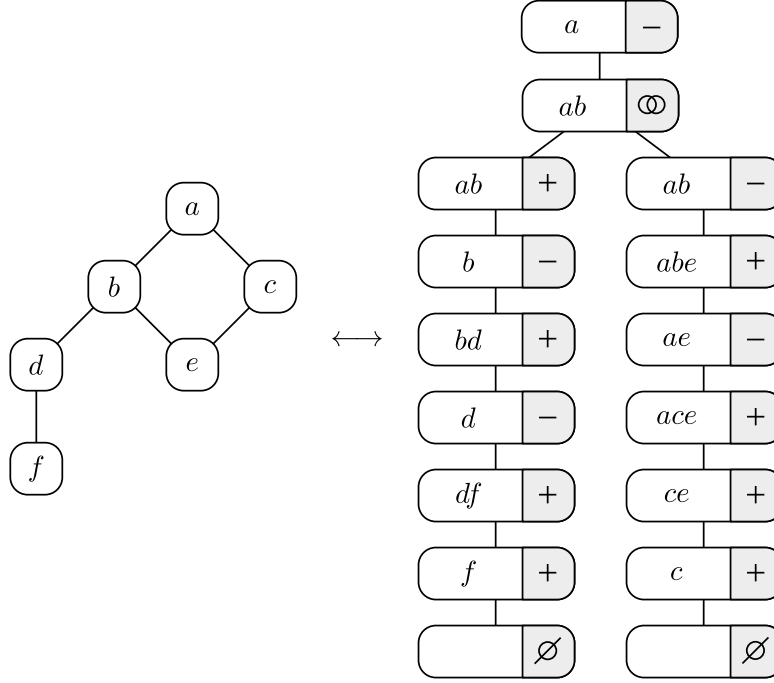 a −
ab
a
b c
ab + ab −
b − abe +
d e
bd + ae −
d − ace +
f
df + ce +
f + c +
∅ ∅